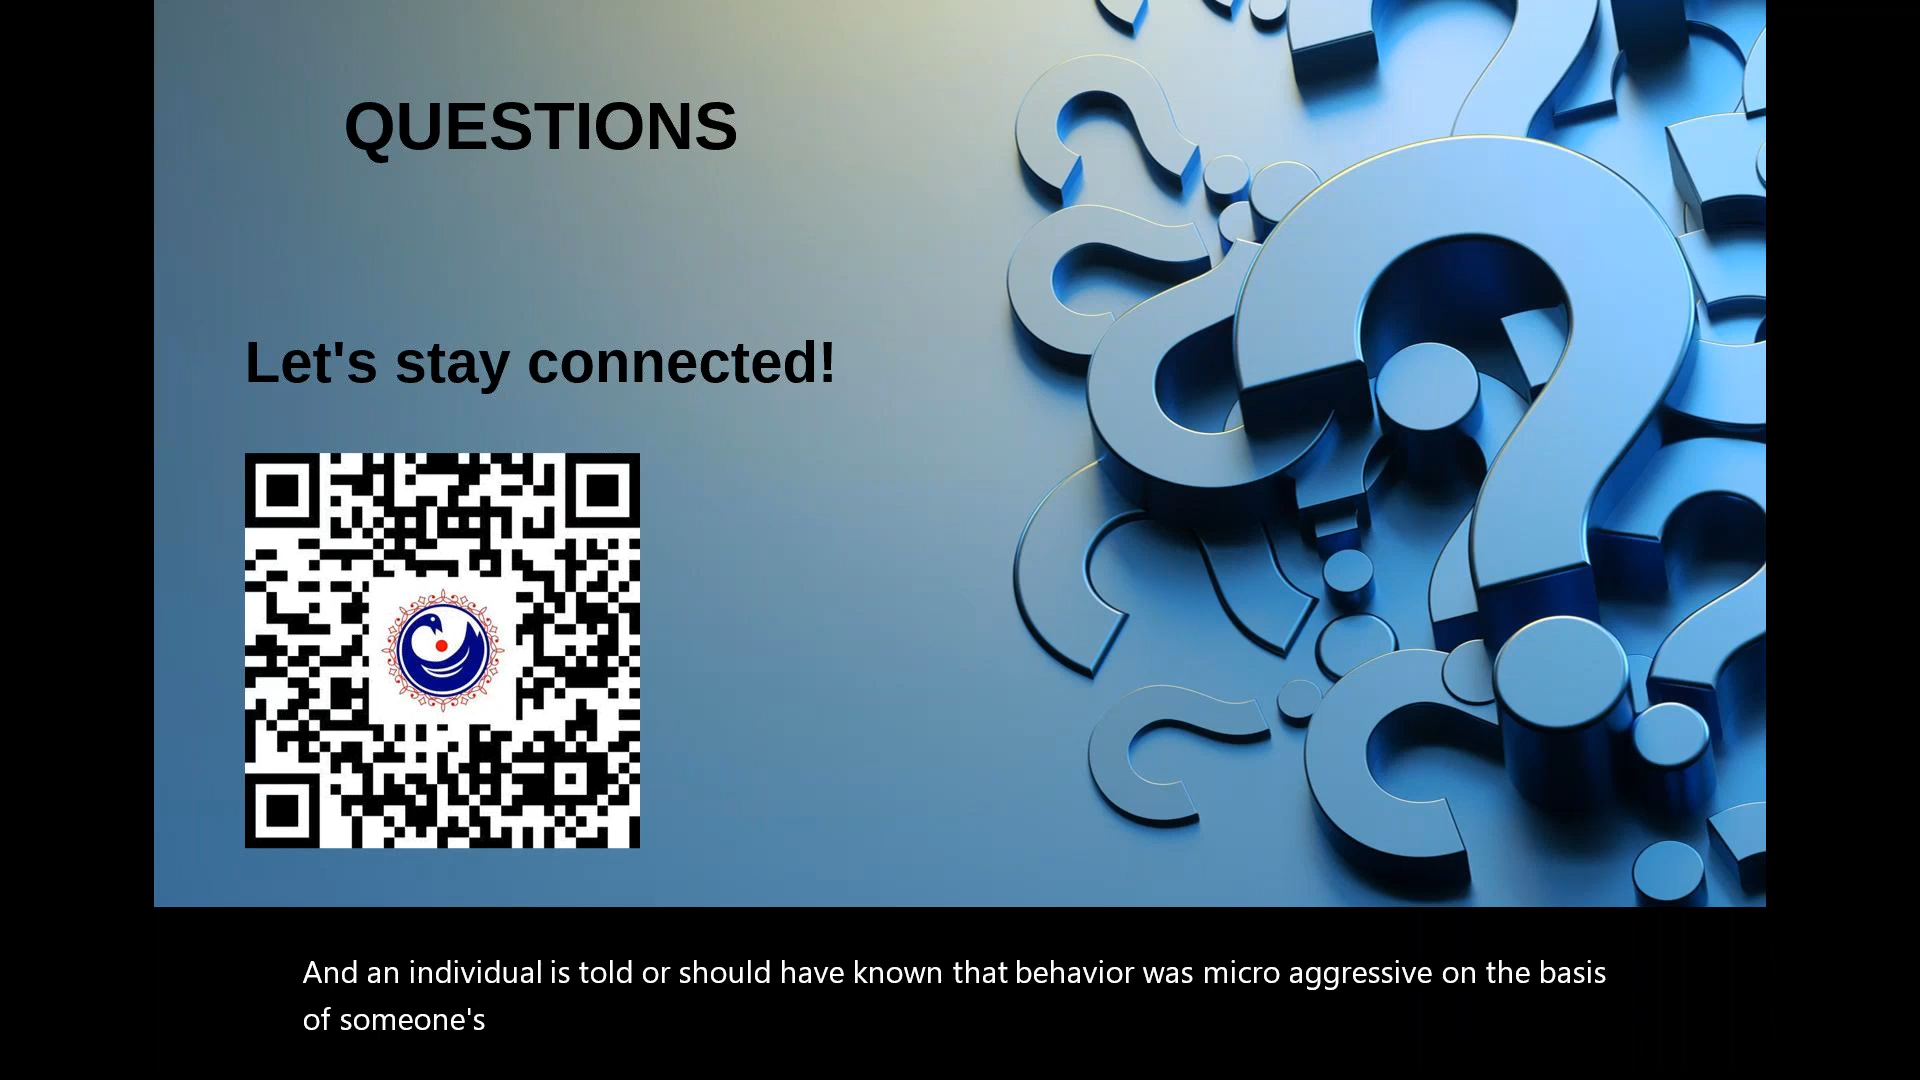 QUESTIONS
Let's stay connected!
And an individual is told or should have known that behavior was micro aggressive on the basis
of someone's